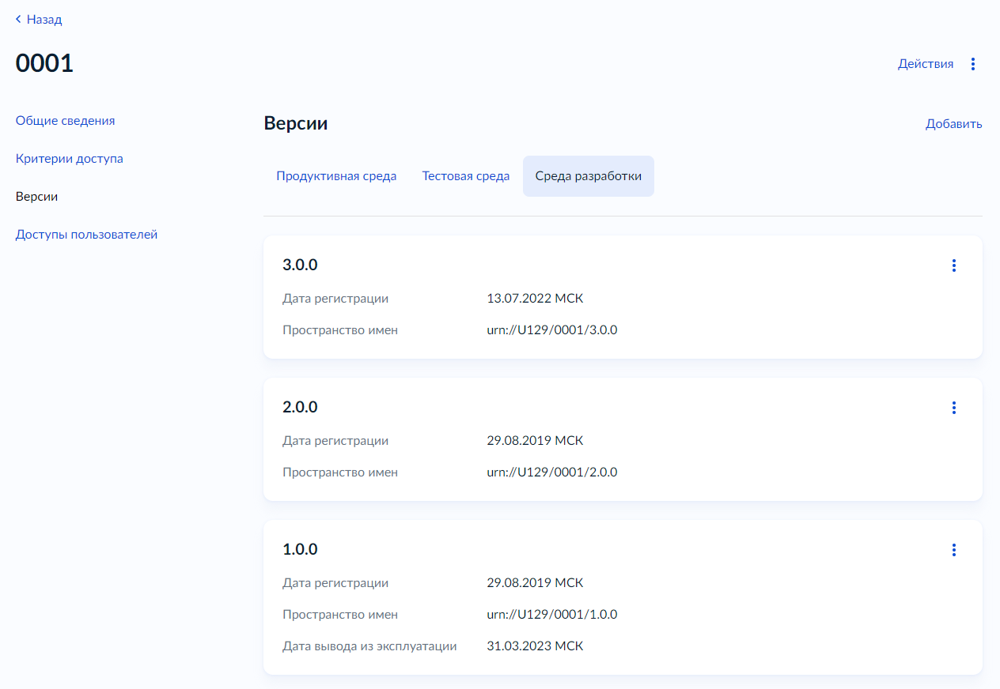 Назад
0001
Действия
Общие сведения
Критерии доступа
Версии
Доступы пользователей
Версии
Добавить
Продуктивная среда Тестовая среда Среда разработки
3.0.0
Дата регистрации 13.07.2022 МСК
Пространство имен urn://U129/0001/3.0.0
2.0.0
Дата регистрации 29.08.2019 МСК
Пространство имен urn://U129/0001/2.0.0
1.0.0
Дата регистрации 29.08.2019 МСК
Пространство имен urn://U129/0001/1.0.0
Дата вывода из эксплуатации 31.03.2023 МСК